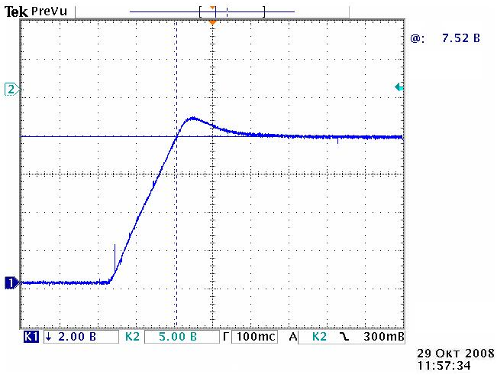 Tek PreVu
@: 7.52 В
2
1
К1 ↓ 2.00 В К2 5.00 В Г 100мс А К2 300мВ
29 Окт 2008
11:57:34